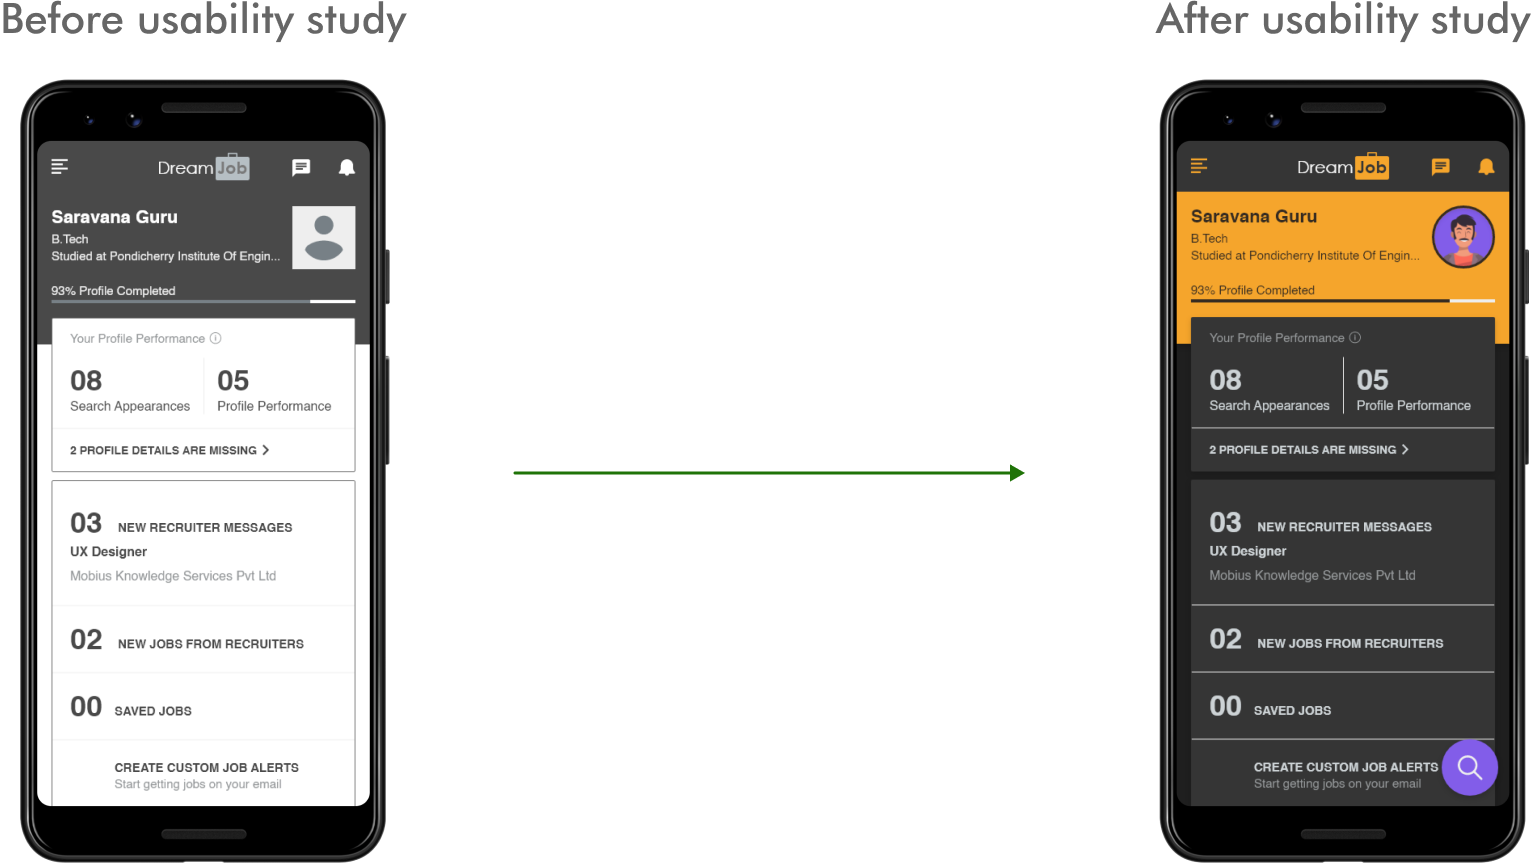 Before usability study
After usability study
Dream Job
Saravana Guru
B.Tech
Studied at Pondicherry Institute Of Engin...
93% Profile Completed
Your Profile Performance
08
05
Search Appearances
Profile Performance
2 PROFILE DETAILS ARE MISSING
03 NEW RECRUITER MESSAGES
UX Designer
Mobius Knowledge Services Pvt Ltd
02 NEW JOBS FROM RECRUITERS
00 SAVED JOBS
CREATE CUSTOM JOB ALERTS
Start getting jobs on your email
Dream Job
Saravana Guru
B.Tech
Studied at Pondicherry Institute Of Engin...
93% Profile Completed
Your Profile Performance
08
05
Search Appearances
Profile Performance
2 PROFILE DETAILS ARE MISSING
03 NEW RECRUITER MESSAGES
UX Designer
Mobius Knowledge Services Pvt Ltd
02 NEW JOBS FROM RECRUITERS
00 SAVED JOBS
CREATE CUSTOM JOB ALERTS
Start getting jobs on your email